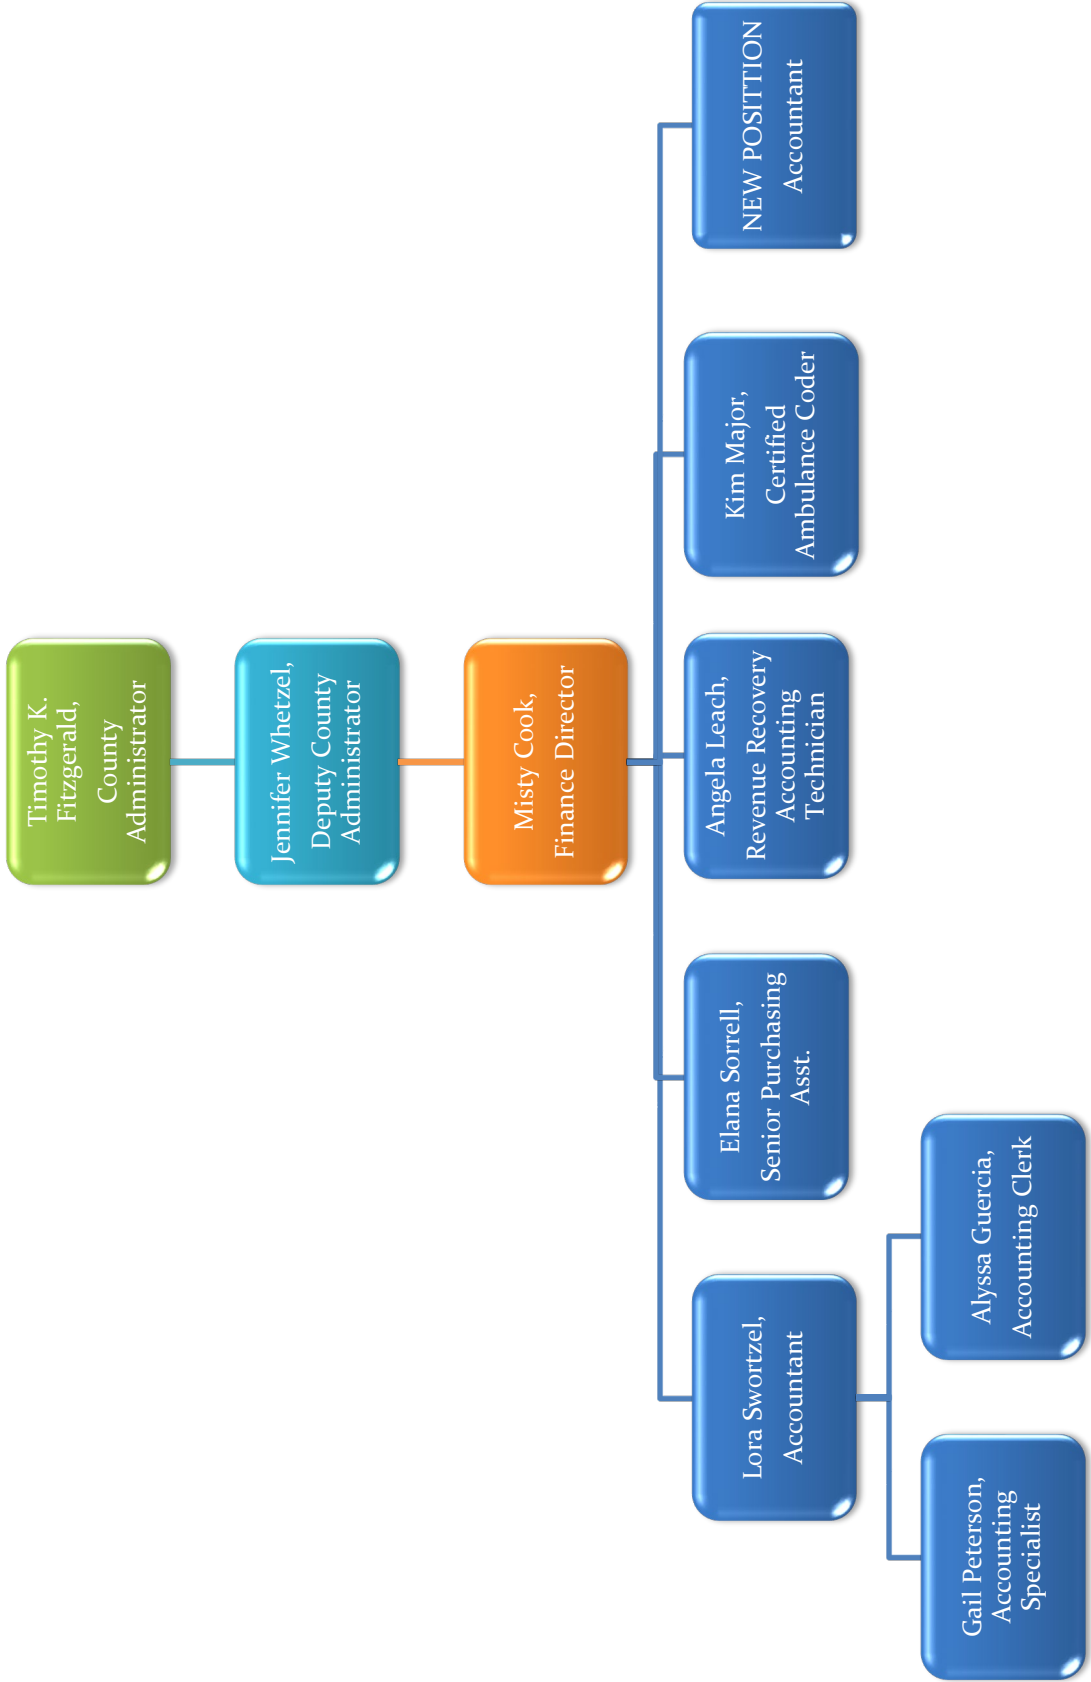 Timothy K.
Fitzgerald,
County
Administrator
Jennifer Whetzel,
Deputy County
Administrator
Misty Cook,
Finance Director
Lora Swortzel,
Accountant
Elana Sorrell,
Senior Purchasing
Asst.
Angela Leach,
Revenue Recovery
Accounting
Technician
Kim Major,
Certified
Ambulance Coder
NEW POSITTION
Accountant
Gail Peterson,
Accounting
Specialist
Alyssa Guercia,
Accounting Clerk